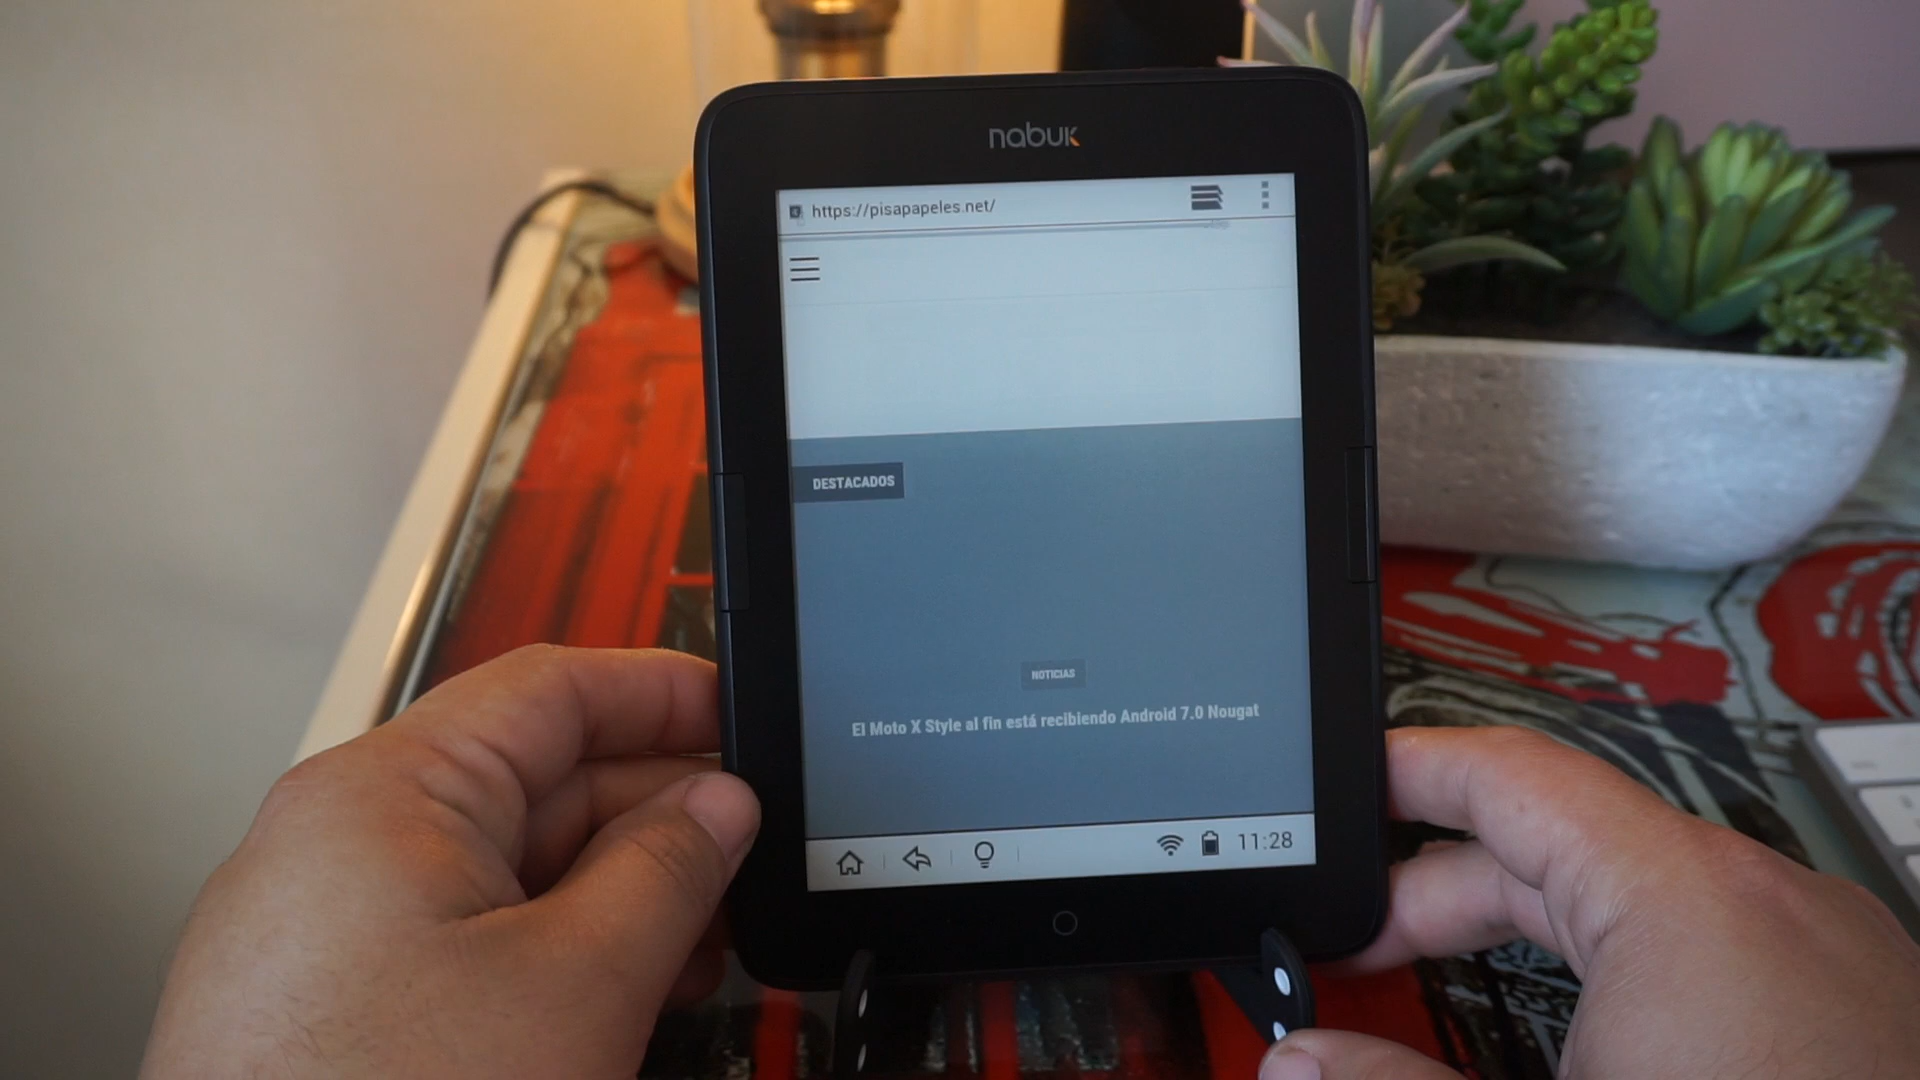 nabuk
https://pisapapeles.net/
DESTACADOS
NOTICIAS
El Moto X Style al fin está recibiendo Android 7.0 Nougat
11:28